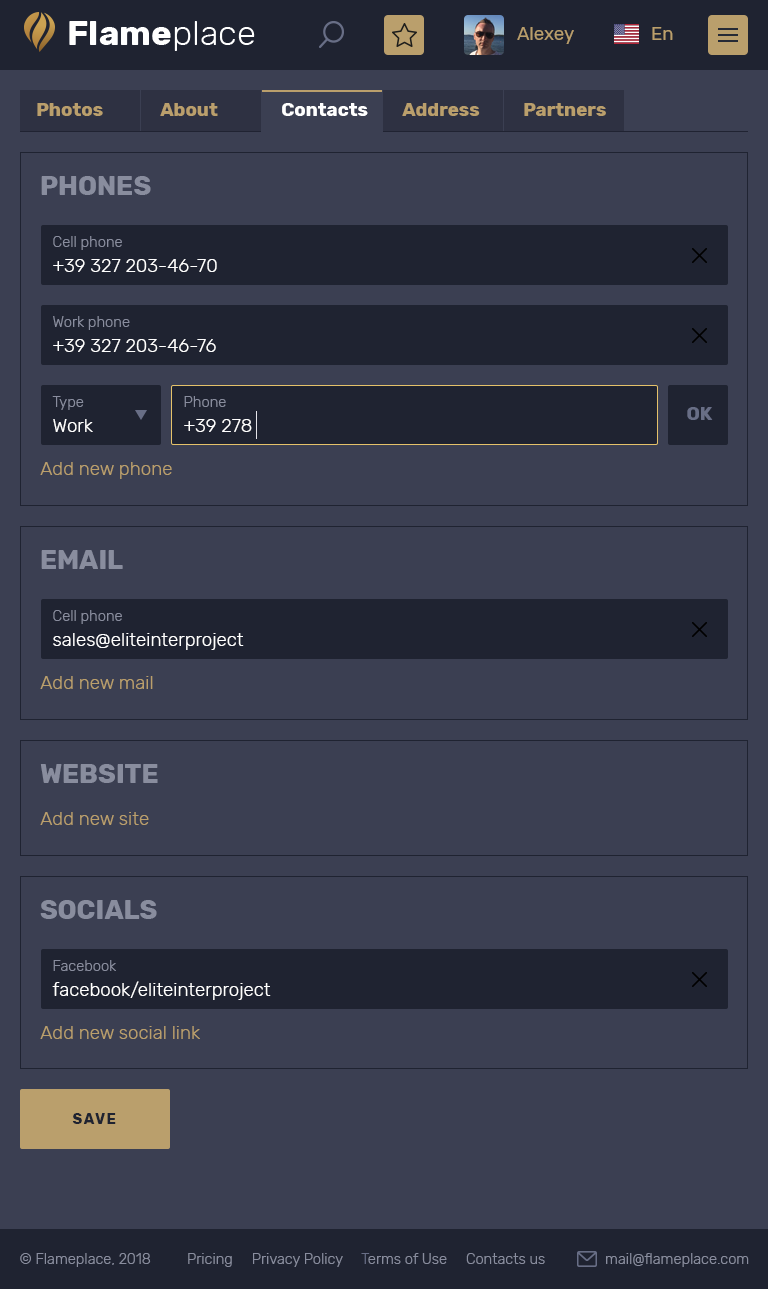 Flameplace Alexey En
Photos About Contacts Address Partners
PHONES
Cell phone
+39 327 203-46-70
Work phone
+39 327 203-46-76
Type Phone
Work +39 278 OK
Add new phone
EMAIL
Cell phone
sales@eliteinterproject
Add new mail
WEBSITE
Add new site
SOCIALS
Facebook
facebook/eliteinterproject
Add new social link
SAVE
© Flameplace, 2018 Pricing Privacy Policy Terms of Use Contacts us mail@flameplace.com